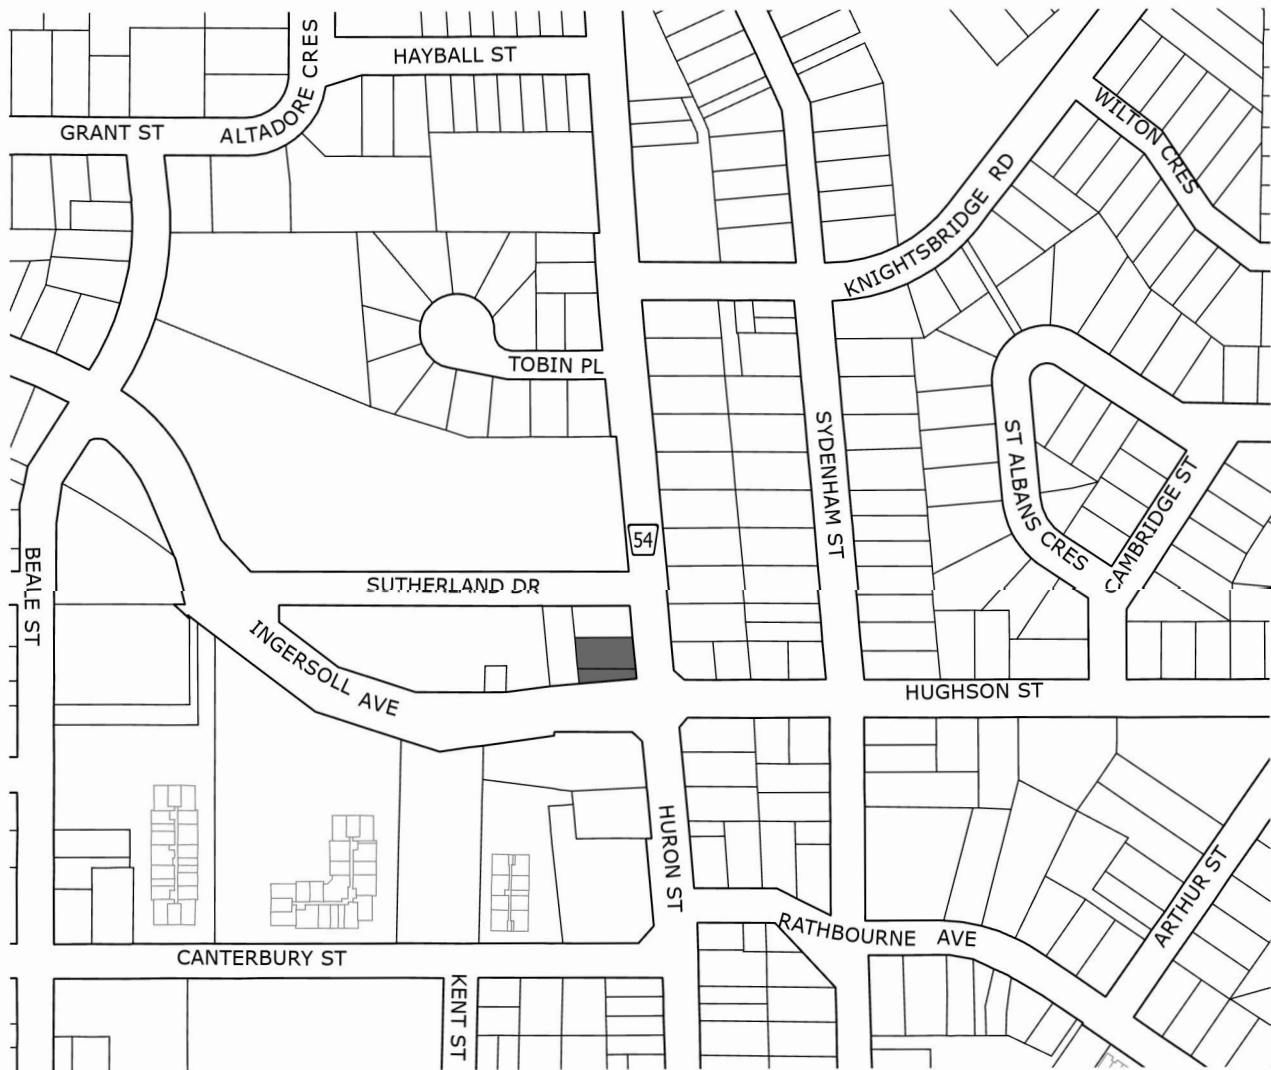 HAYBALL ST
ALTADORE CRES
GRANT ST
WILTON CRES
KNIGHTSBRIDGE RD
TOBIN PL
SYDENHAM ST
ST ALBANS CRES
CAMBRIDGE ST
54
BEALE ST
SUTHERLAND DR
INGERSOLL AVE
HUGHSON ST
HURON ST
ARTHUR ST
RATHBOURNE AVE
CANTERBURY ST
KENT ST